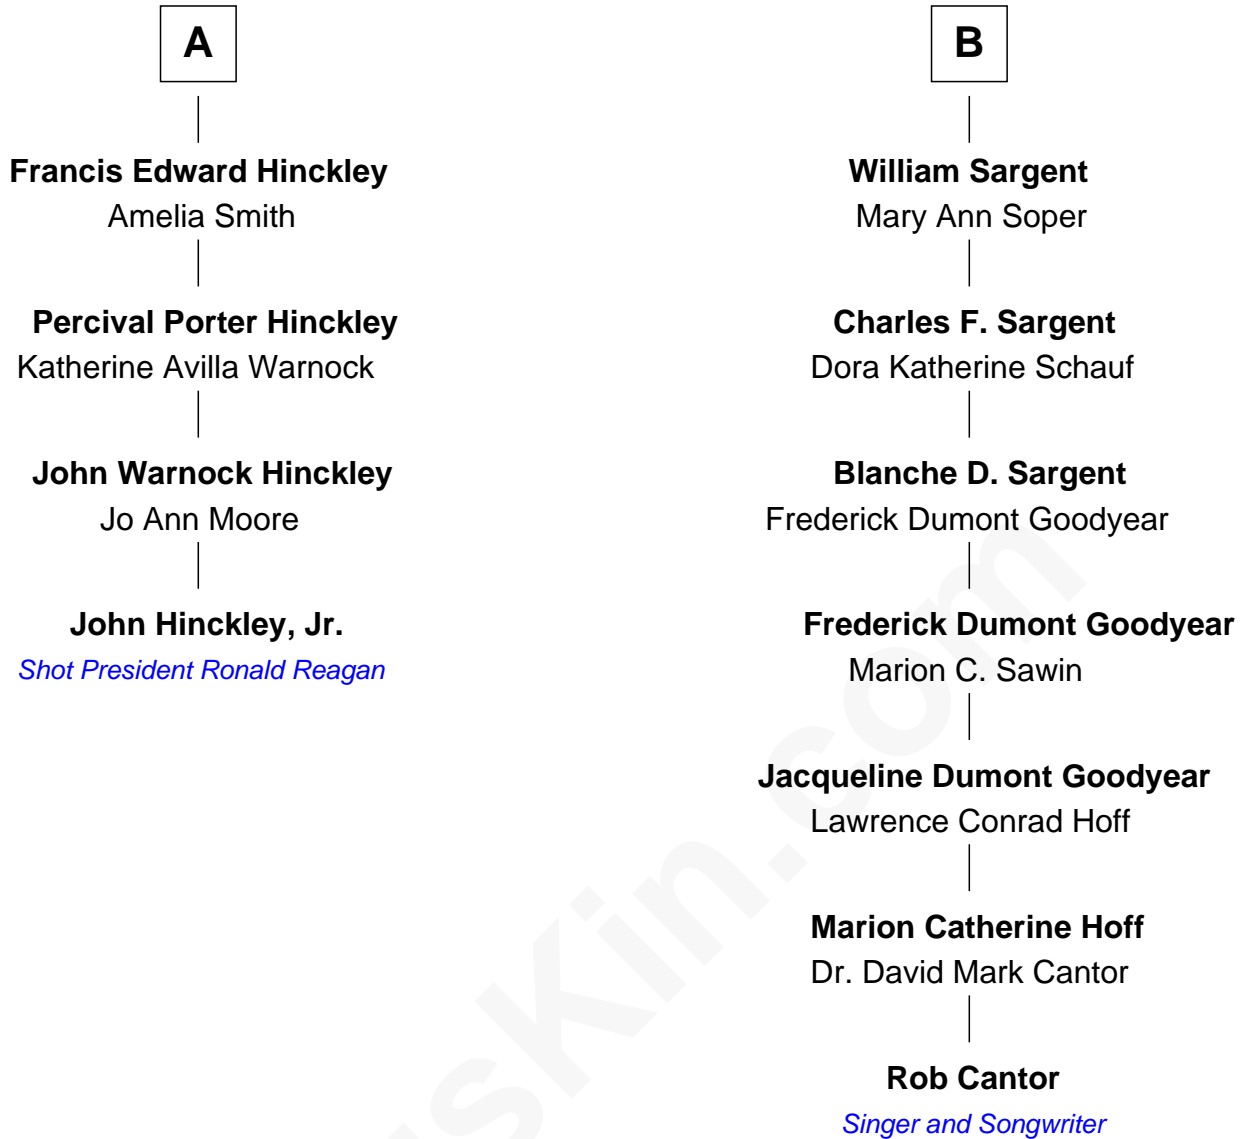 A
Francis Edward Hinckley
Amelia Smith
Percival Porter Hinckley
Katherine Avilla Warnock
John Warnock Hinckley
Jo Ann Moore
John Hinckley, Jr.
Shot President Ronald Reagan
B
William Sargent
Mary Ann Soper
Charles F. Sargent
Dora Katherine Schauf
Blanche D. Sargent
Frederick Dumont Goodyear
Frederick Dumont Goodyear
Marion C. Sawin
Jacqueline Dumont Goodyear
Lawrence Conrad Hoff
Marion Catherine Hoff
Dr. David Mark Cantor
Rob Cantor
Singer and Songwriter
sKin.com